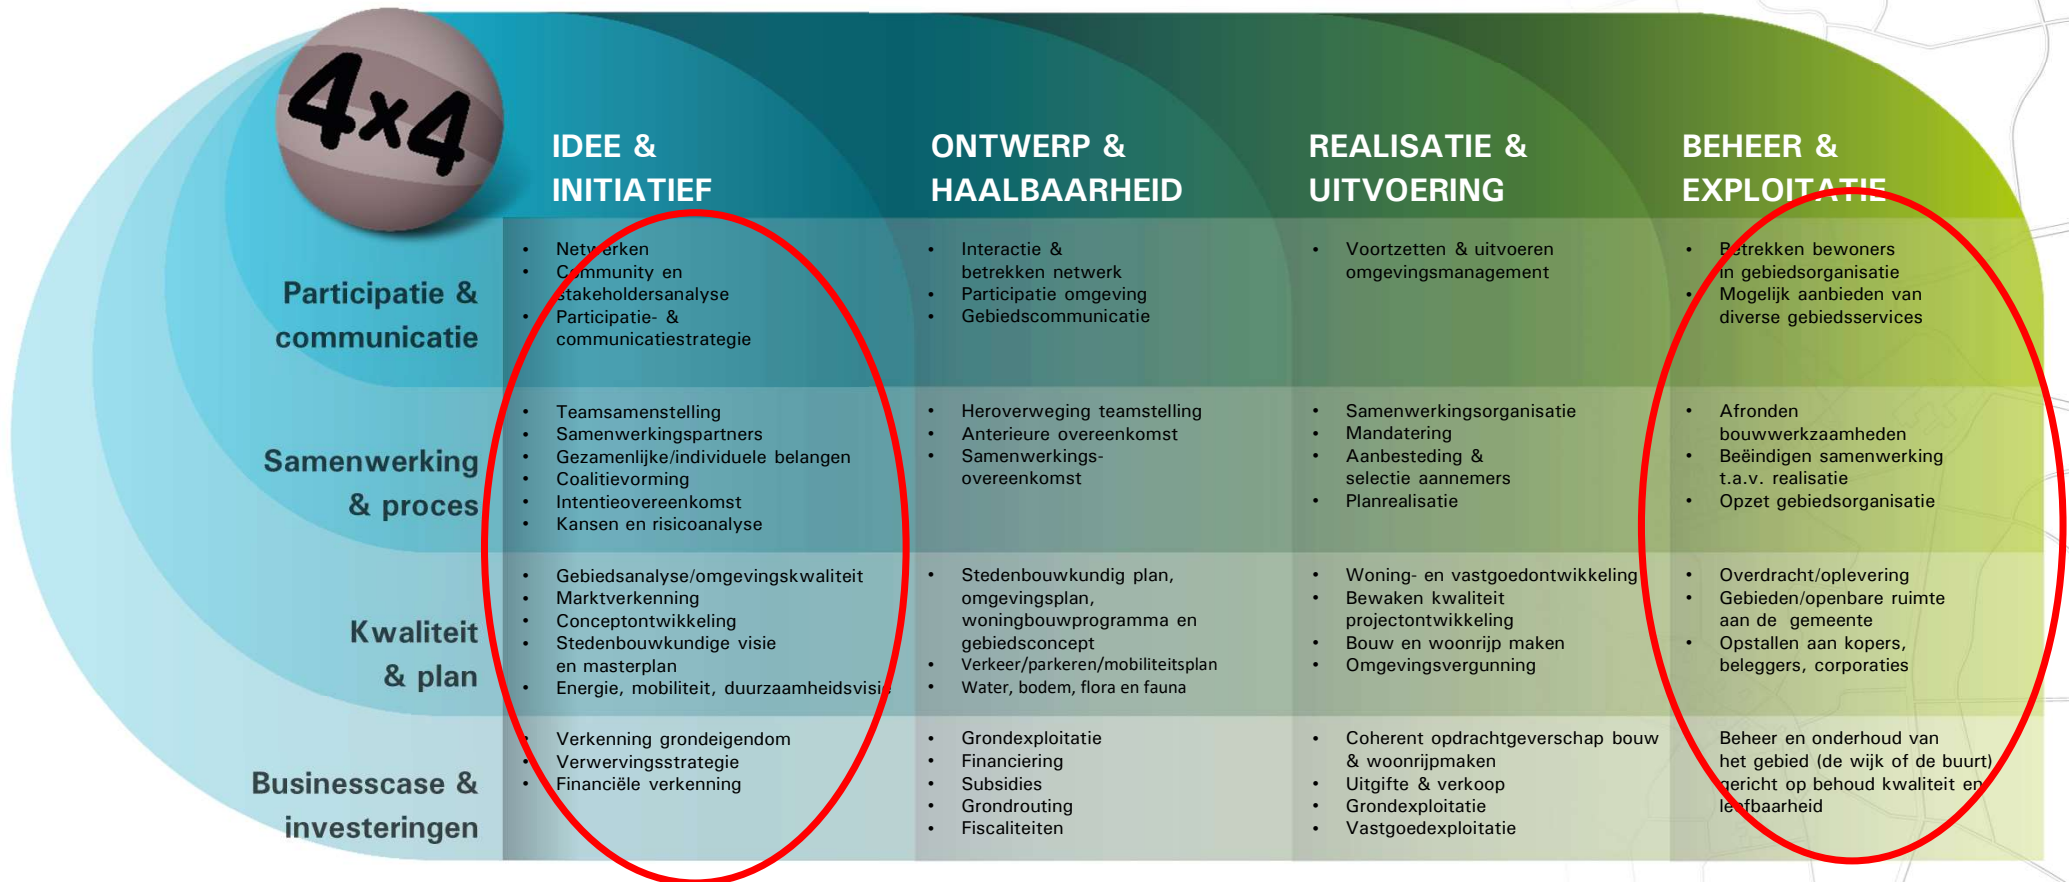 4x4
IDEE &
INITIATIEF
ONTWERP &
HAALBAARHEID
REALISATIE &
UITVOERING
BEHEER &
EXPLOITATIE
Participatie &
communicatie
• Netwerken
• Community en
stakeholdersanalyse
• Participatie- &
communicatiestrategie
• Interactie &
betrekken netwerk
• Participatie omgeving
• Gebiedscommunicatie
• Voortzetten & uitvoeren
omgevingsmanagement
• Betrekken bewoners
in gebiedsorganisatie
• Mogelijk aanbieden van
diverse gebiedsservices
Samenwerking
& proces
• Teamsamenstelling
• Samenwerkingspartners
• Gezamenlijke/individuele belangen
• Coalitievorming
• Intentieovereenkomst
• Kansen en risicoanalyse
• Heroverweging teamstelling
• Anterieure overeenkomst
• Samenwerkings-
overeenkomst
• Samenwerkingsorganisatie
• Mandatering
• Aanbesteding &
selectie aannemers
• Planrealisatie
• Afronden
bouwwerkzaamheden
• Beëindigen samenwerking
t.a.v. realisatie
• Opzet gebiedsorganisatie
Kwaliteit
& plan
• Gebiedsanalyse/omgevingskwaliteit
• Marktverkenning
• Conceptontwikkeling
• Stedenbouwkundige visie
en masterplan
• Energie, mobiliteit, duurzaamheidsvisie
• Stedenbouwkundig plan,
omgevingsplan,
woningbouwprogramma en
gebiedsconcept
• Verkeer/parkeren/mobiliteitsplan
• Water, bodem, flora en fauna
• Woning- en vastgoedontwikkeling
• Bewaken kwaliteit
projectontwikkeling
• Bouw en woonrijp maken
• Omgevingsvergunning
• Overdracht/oplevering
• Gebieden/openbare ruimte
aan de gemeente
• Opstallen aan kopers,
beleggers, corporaties
Businesscase &
investeringen
• Verkenning grondeigendom
• Verwervingsstrategie
• Financiële verkenning
• Grondexploitatie
• Financiering
• Subsidies
• Grondrouting
• Fiscaliteiten
• Coherent opdrachtgeverschap bouw
& woonrijpmaken
• Uitgifte & verkoop
• Grondexploitatie
• Vastgoedexploitatie
Beheer en onderhoud van
het gebied (de wijk of de buurt)
gericht op behoud kwaliteit en
leefbaarheid